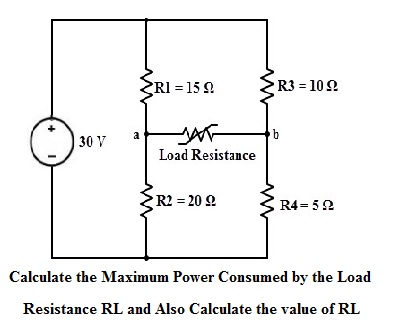 R1 = 15 Ω
R3 = 10 Ω
+
30 V
a
b
Load Resistance
R2 = 20 Ω
R4= 5 Ω
Calculate the Maximum Power Consumed by the Load
Resistance RL and Also Calculate the value of RL